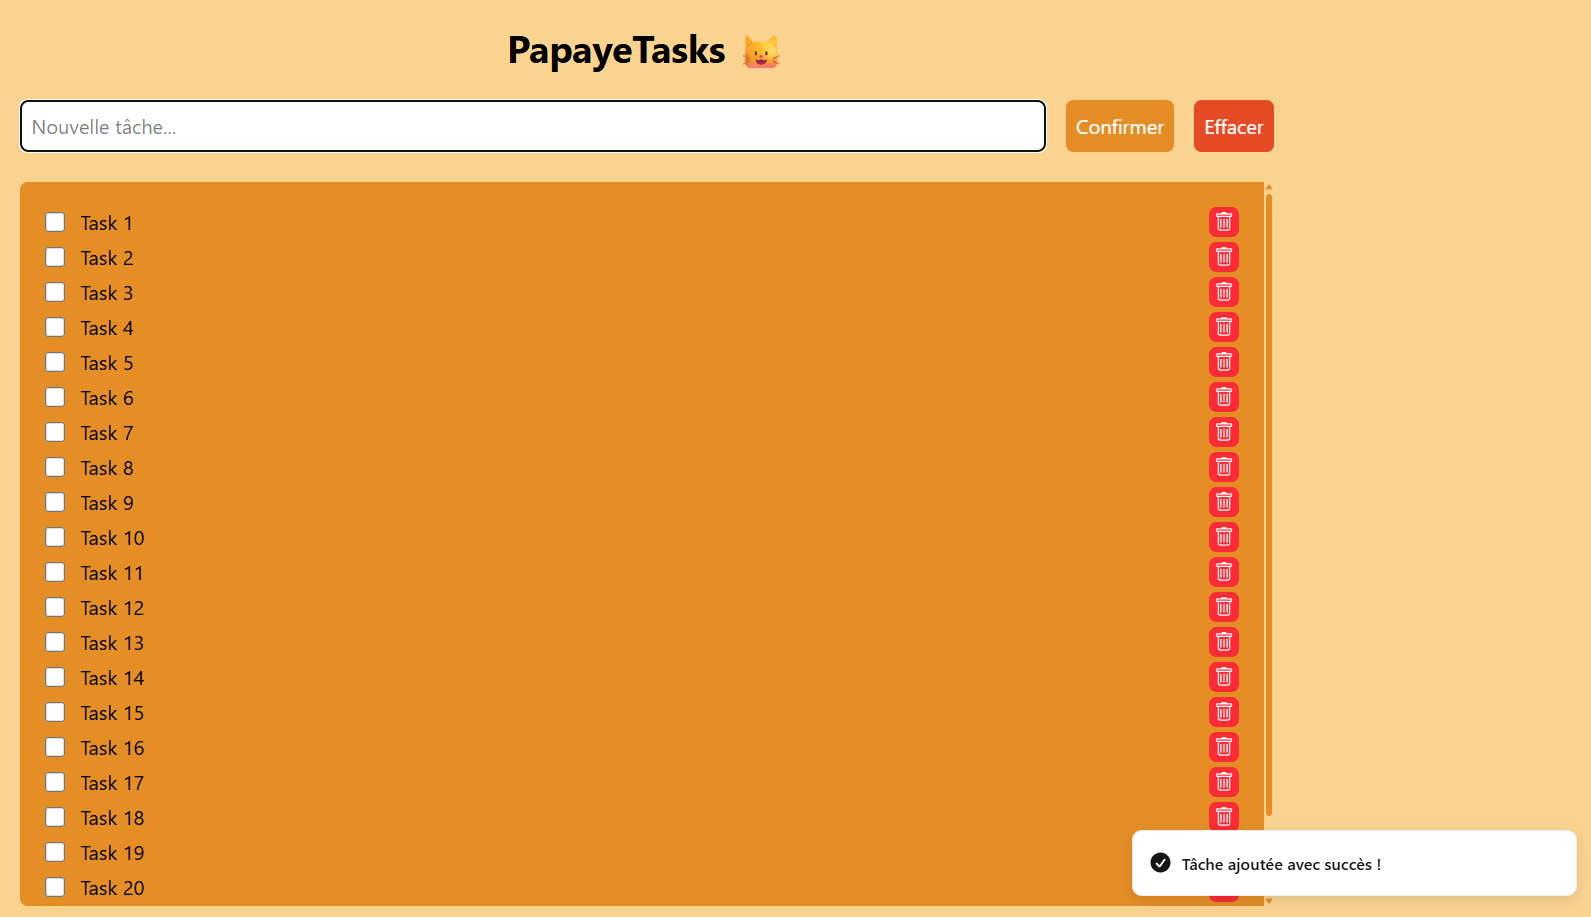 PapayeTasks
Nouvelle tâche...
Confirmer
Effacer
Task 1
Task 2
Task 3
Task 4
Task 5
Task 6
Task 7
Task 8
Task 9
Task 10
Task 11
Task 12
Task 13
Task 14
Task 15
Task 16
Task 17
Task 18
Task 19
Task 20
Tâche ajoutée avec succès !